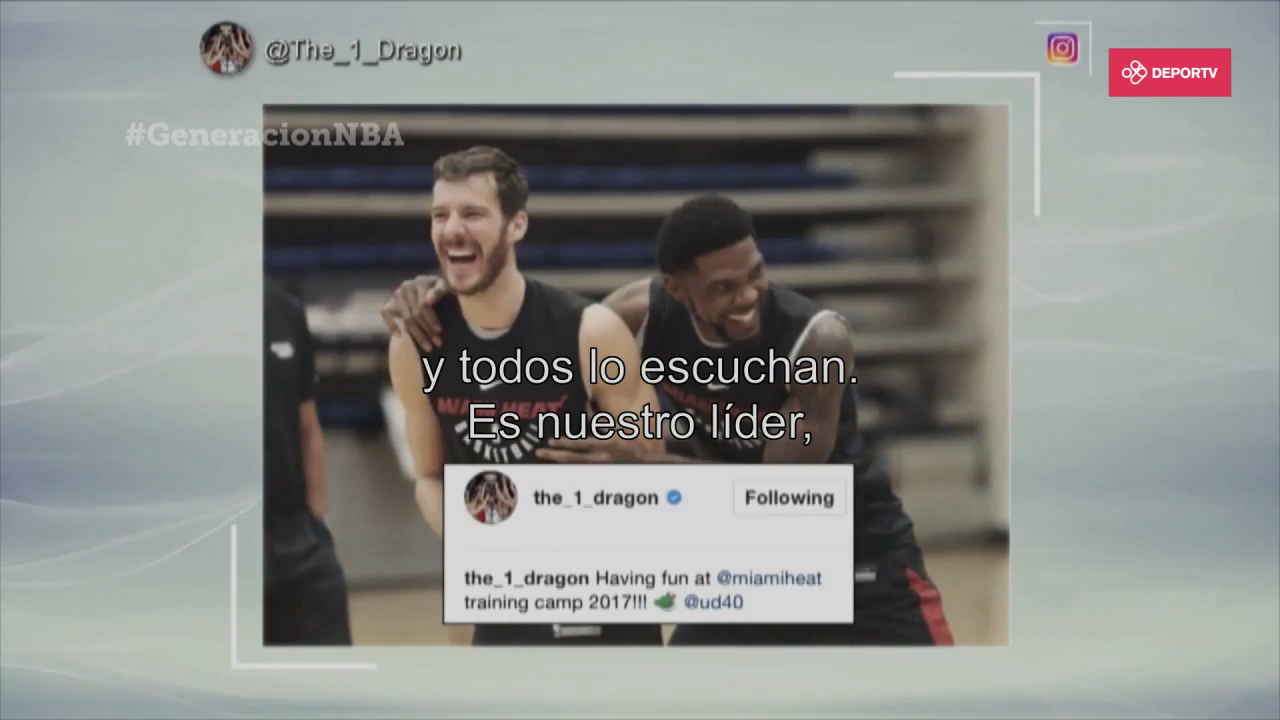 @The_1_Dragon
DEPORTV
#GeneracionNBA
y todos lo escuchan.
Es nuestro líder,
the_1_dragon
Following
the_1_dragon Having fun at @miamiheat
training camp 2017!!! @ud40